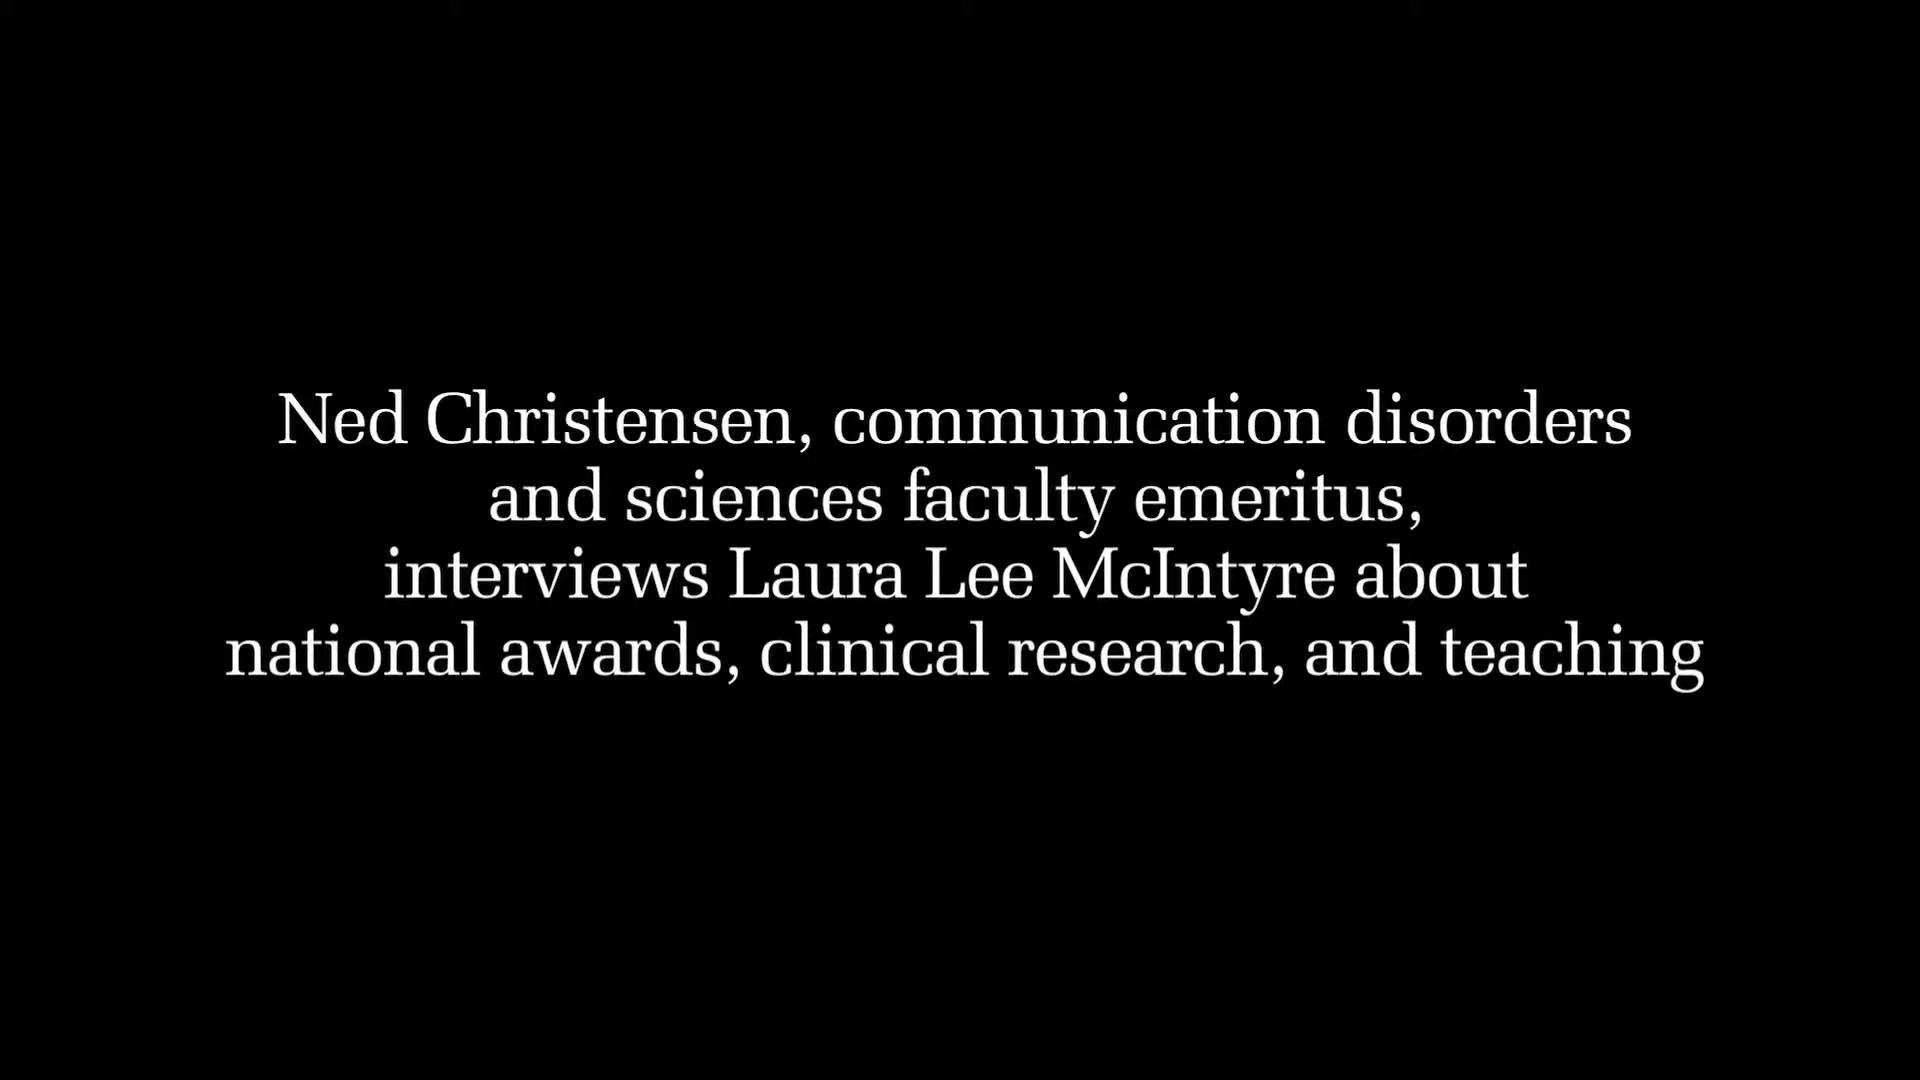 Ned Christensen, communication disorders
and sciences faculty emeritus,
interviews Laura Lee McIntyre about
national awards, clinical research, and teaching